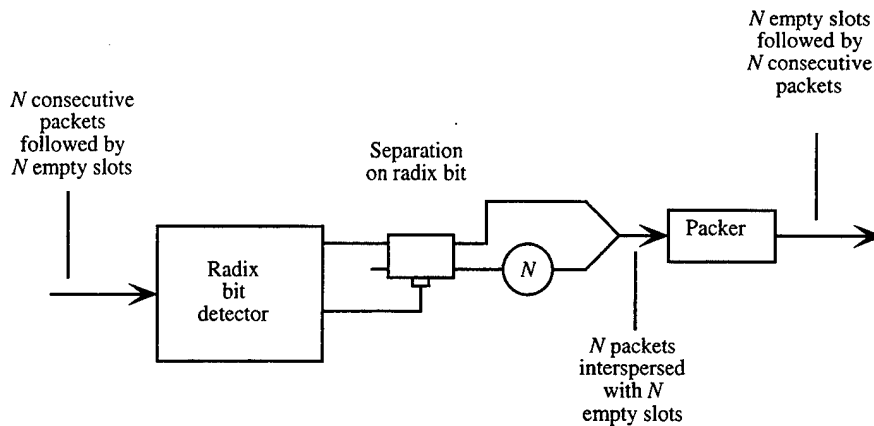 N consecutive
packets
followed by
N empty slots
Separation
on radix bit
N empty slots
followed by
N consecutive
packets
Radix
bit
detector
N
Packer
N packets
interspersed
with N
empty slots